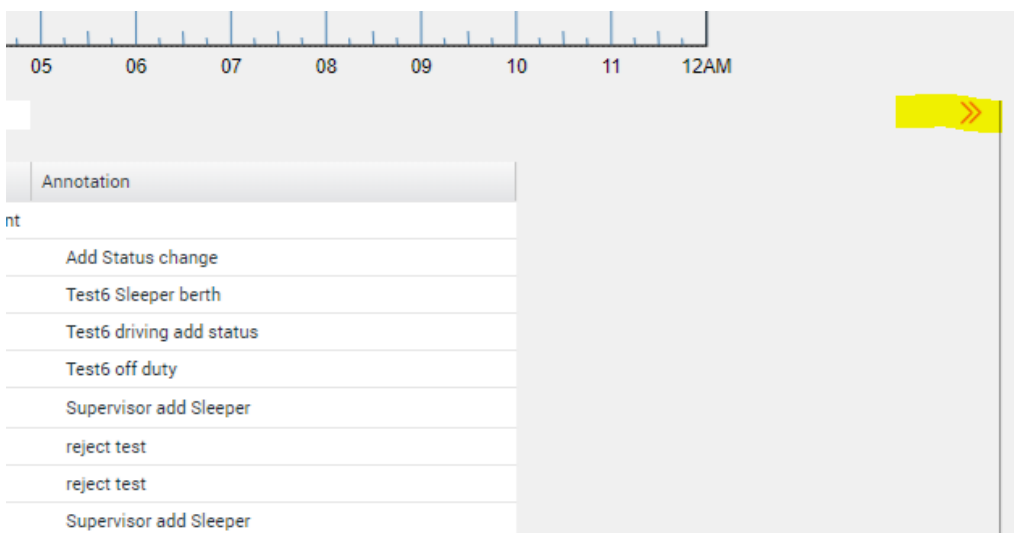 05 06 07 08 09 10 11 12AM
Annotation
nt
Add Status change
Test6 Sleeper berth
Test6 driving add status
Test6 off duty
Supervisor add Sleeper
reject test
reject test
Supervisor add Sleeper